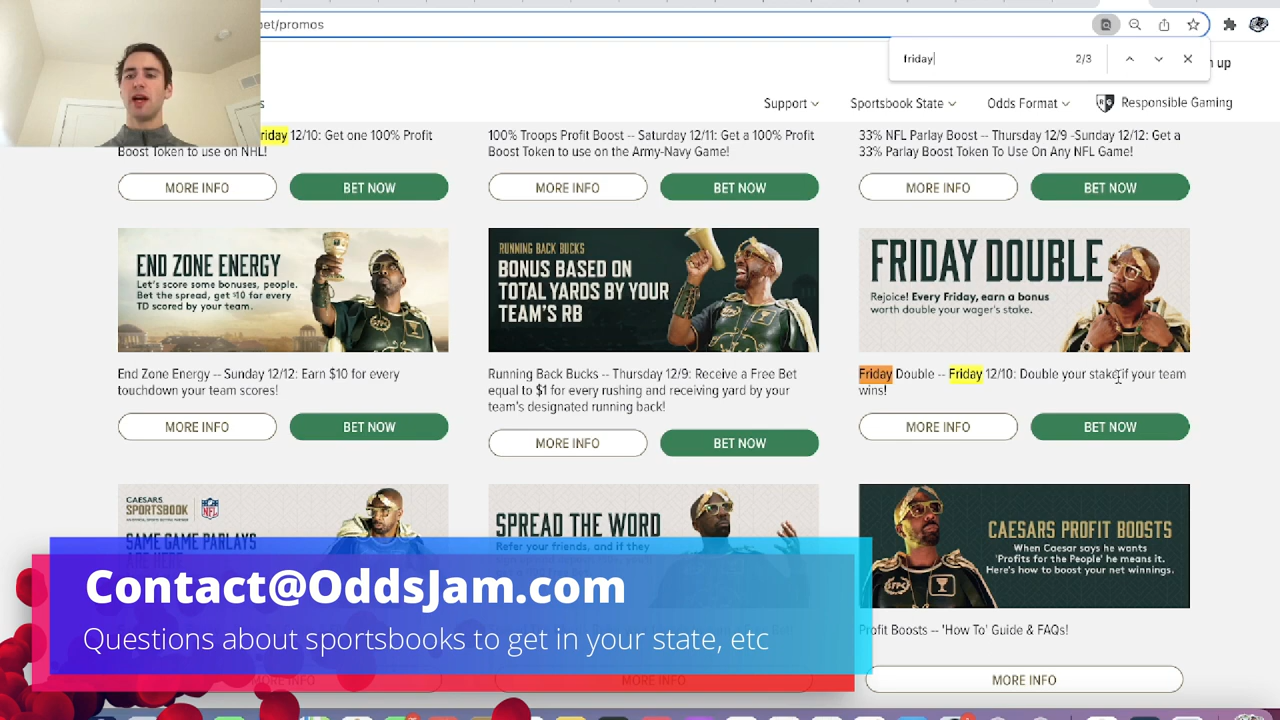 bet/promos
friday
2/3
n up
s
Support
Sportsbook State
Odds Format
Responsible Gaming
riday 12/10: Get one 100% Profit
Boost Token to use on NHL!
100% Troops Profit Boost -- Saturday 12/11: Get a 100% Profit
Boost Token to use on the Army-Navy Game!
33% NFL Parlay Boost -- Thursday 12/9 -Sunday 12/12: Get a
33% Parlay Boost Token To Use On Any NFL Game!
MORE INFO
BET NOW
MORE INFO
BET NOW
MORE INFO
BET NOW
END ZONE ENERGY
Let's score some bonuses, people.
Bet the spread, get $10 for every
TD scored by your team.
RUNNING BACK BUCKS
BONUS BASED ON
TOTAL YARDS BY YOUR
TEAM'S RB
FRIDAY DOUBLE
Rejoice! Every Friday, earn a bonus
worth double your wager's stake.
End Zone Energy -- Sunday 12/12: Earn $10 for every
touchdown your team scores!
Running Back Bucks -- Thursday 12/9: Receive a Free Bet
equal to $1 for every rushing and receiving yard by your
team's designated running back!
Friday Double -- Friday 12/10: Double your stake if your team
wins!
MORE INFO
BET NOW
MORE INFO
BET NOW
MORE INFO
BET NOW
CAESARS
SPORTSBOOK
NFL
SAME GAME PARLAYS
ARE HERE
SPREAD THE WORD
Refer your friends, and if they
CAESARS PROFIT BOOSTS
When Caesar says he wants
'Profits for the People' he means it.
Here's how to boost your net winnings.
Contact@OddsJam.com
Questions about sportsbooks to get in your state, etc
Profit Boosts -- 'How To' Guide & FAQs!
MORE INFO
MORE INFO
MORE INFO